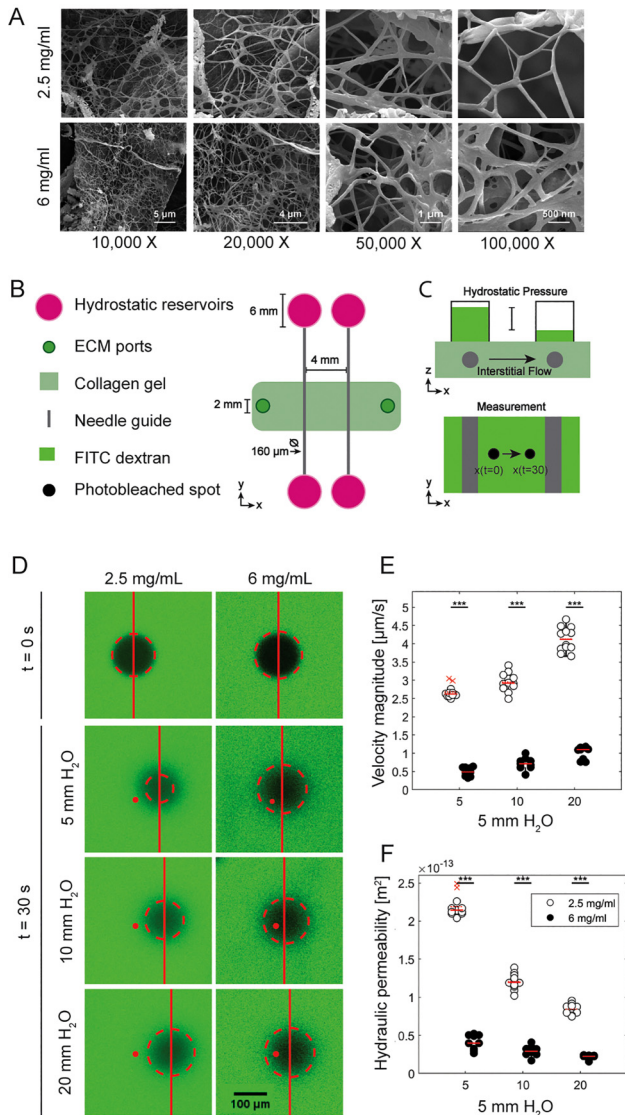 A
2.5 mg/ml
6 mg/ml
5 µm
4 µm
1 µm
500 nm
10,000 X
20,000 X
50,000 X
100,000 X
B
Hydrostatic reservoirs
ECM ports
Collagen gel
Needle guide
FITC dextran
Photobleached spot
6 mm
4 mm
2 mm
160 µm
Ø
y
x
C
Hydrostatic Pressure
Interstitial Flow
z
x
Measurement
x(t=0)
x(t=30)
y
x
D
2.5 mg/mL
6 mg/mL
t = 0 s
t = 30 s
5 mm H₂O
10 mm H₂O
20 mm H₂O
100 µm
E
Velocity magnitude [µm/s]
5
4.5
4
3.5
3
2.5
2
1.5
1
0.5
0
***
***
***
5
10
20
5 mm H₂O
F
Hydraulic permeability [m²]
×10⁻¹³
2.5
2
1.5
1
0.5
0
***
***
***
2.5 mg/ml
6 mg/ml
5
10
20
5 mm H₂O